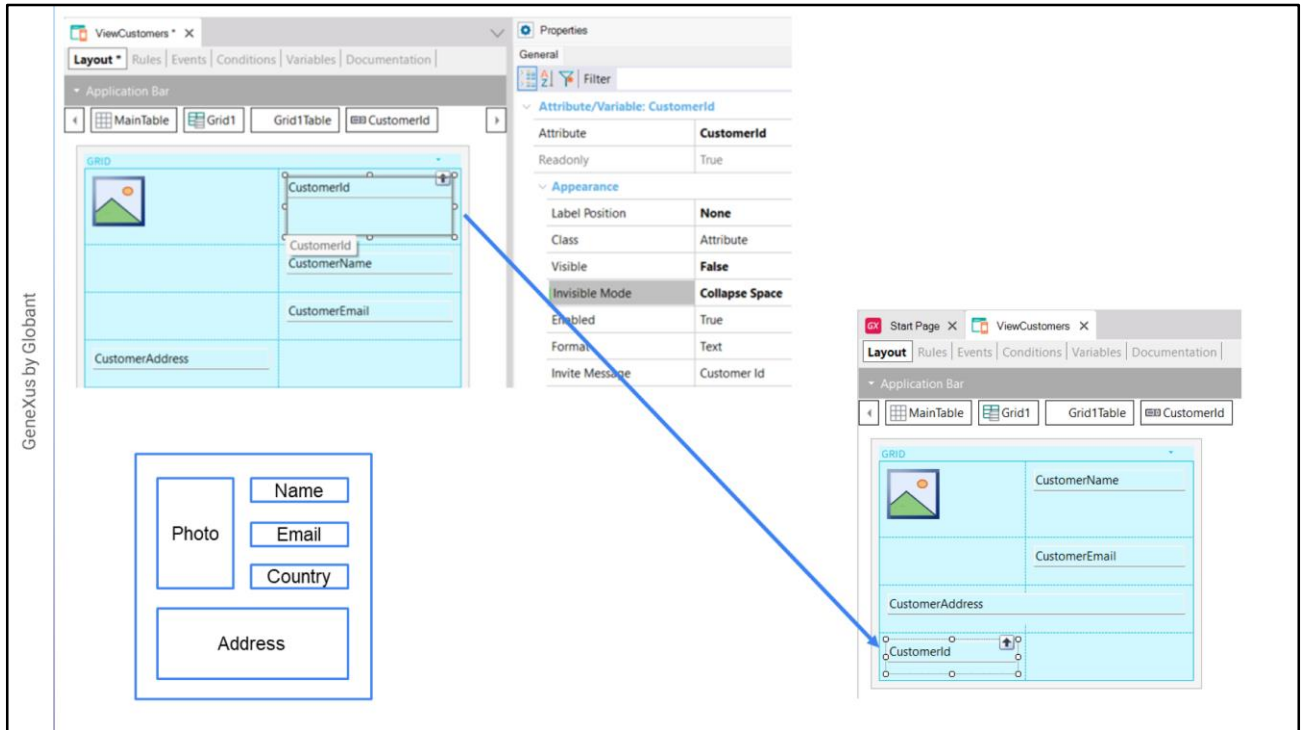 GeneXus by Globant
ViewCustomers *
Layout * Rules Events Conditions Variables Documentation
Application Bar
MainTable Grid1 Grid1Table CustomerId
GRID
CustomerId
CustomerId
CustomerName
CustomerEmail
CustomerAddress
Properties
General
Filter
Attribute/Variable: CustomerId
Attribute CustomerId
Readonly True
Appearance
Label Position None
Class Attribute
Visible False
Invisible Mode Collapse Space
Enabled True
Format Text
Invite Message Customer Id
Photo
Name
Email
Country
Address
GX Start Page ViewCustomers
Layout Rules Events Conditions Variables Documentation
Application Bar
MainTable Grid1 Grid1Table CustomerId
GRID
CustomerName
CustomerEmail
CustomerAddress
CustomerId